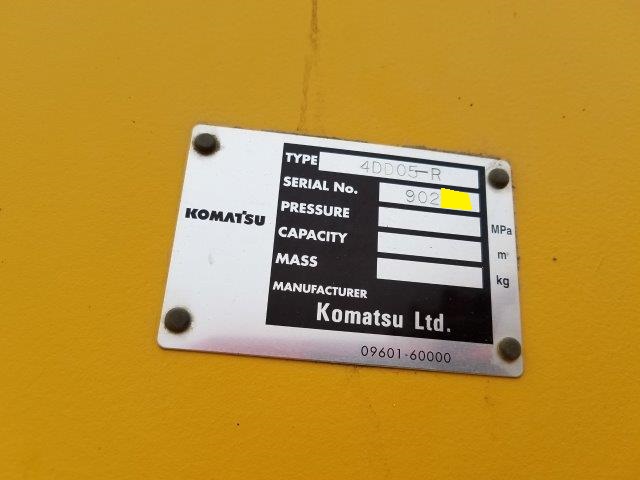 KOMATSU
TYPE 4DD05-R
SERIAL No. 902
PRESSURE MPa
CAPACITY m³
MASS kg
MANUFACTURER
Komatsu Ltd.
09601-60000